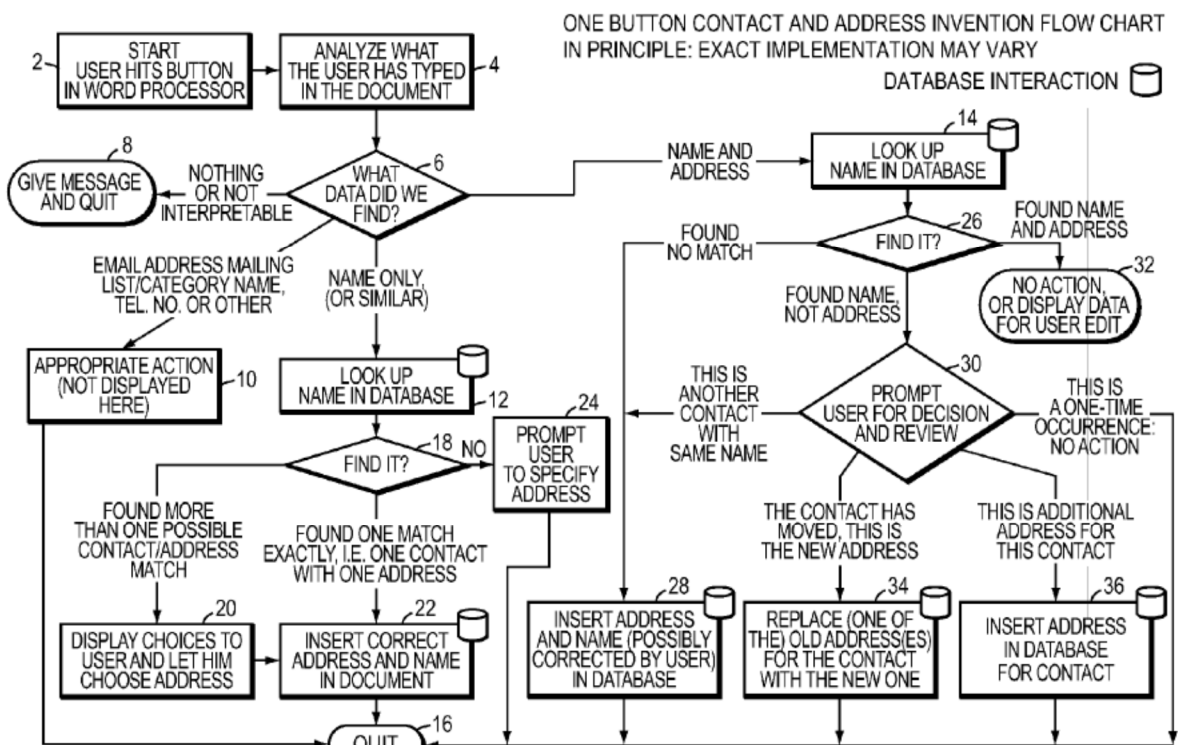 ONE BUTTON CONTACT AND ADDRESS INVENTION FLOW CHART
IN PRINCIPLE: EXACT IMPLEMENTATION MAY VARY
DATABASE INTERACTION
2
START
USER HITS BUTTON
IN WORD PROCESSOR
ANALYZE WHAT
THE USER HAS TYPED
IN THE DOCUMENT
4
6
WHAT
DATA DID WE
FIND?
8
GIVE MESSAGE
AND QUIT
NOTHING
OR NOT
INTERPRETABLE
EMAIL ADDRESS MAILING
LIST/CATEGORY NAME,
TEL. NO. OR OTHER
NAME ONLY,
(OR SIMILAR)
NAME AND
ADDRESS
14
LOOK UP
NAME IN DATABASE
26
FIND IT?
FOUND
NO MATCH
FOUND NAME
AND ADDRESS
32
NO ACTION,
OR DISPLAY DATA
FOR USER EDIT
FOUND NAME,
NOT ADDRESS
APPROPRIATE ACTION
(NOT DISPLAYED
HERE)
10
LOOK UP
NAME IN DATABASE
12
18
FIND IT?
NO
24
PROMPT
USER
TO SPECIFY
ADDRESS
30
PROMPT
USER FOR DECISION
AND REVIEW
THIS IS
ANOTHER
CONTACT
WITH
SAME NAME
THIS IS
A ONE-TIME
OCCURRENCE:
NO ACTION
FOUND MORE
THAN ONE POSSIBLE
CONTACT/ADDRESS
MATCH
FOUND ONE MATCH
EXACTLY, I.E. ONE CONTACT
WITH ONE ADDRESS
THE CONTACT HAS
MOVED, THIS IS
THE NEW ADDRESS
THIS IS ADDITIONAL
ADDRESS FOR
THIS CONTACT
20
DISPLAY CHOICES TO
USER AND LET HIM
CHOOSE ADDRESS
22
INSERT CORRECT
ADDRESS AND NAME
IN DOCUMENT
28
INSERT ADDRESS
AND NAME (POSSIBLY
CORRECTED BY USER)
IN DATABASE
34
REPLACE (ONE OF
THE) OLD ADDRESS(ES)
FOR THE CONTACT
WITH THE NEW ONE
36
INSERT ADDRESS
IN DATABASE
FOR CONTACT
16
QUIT